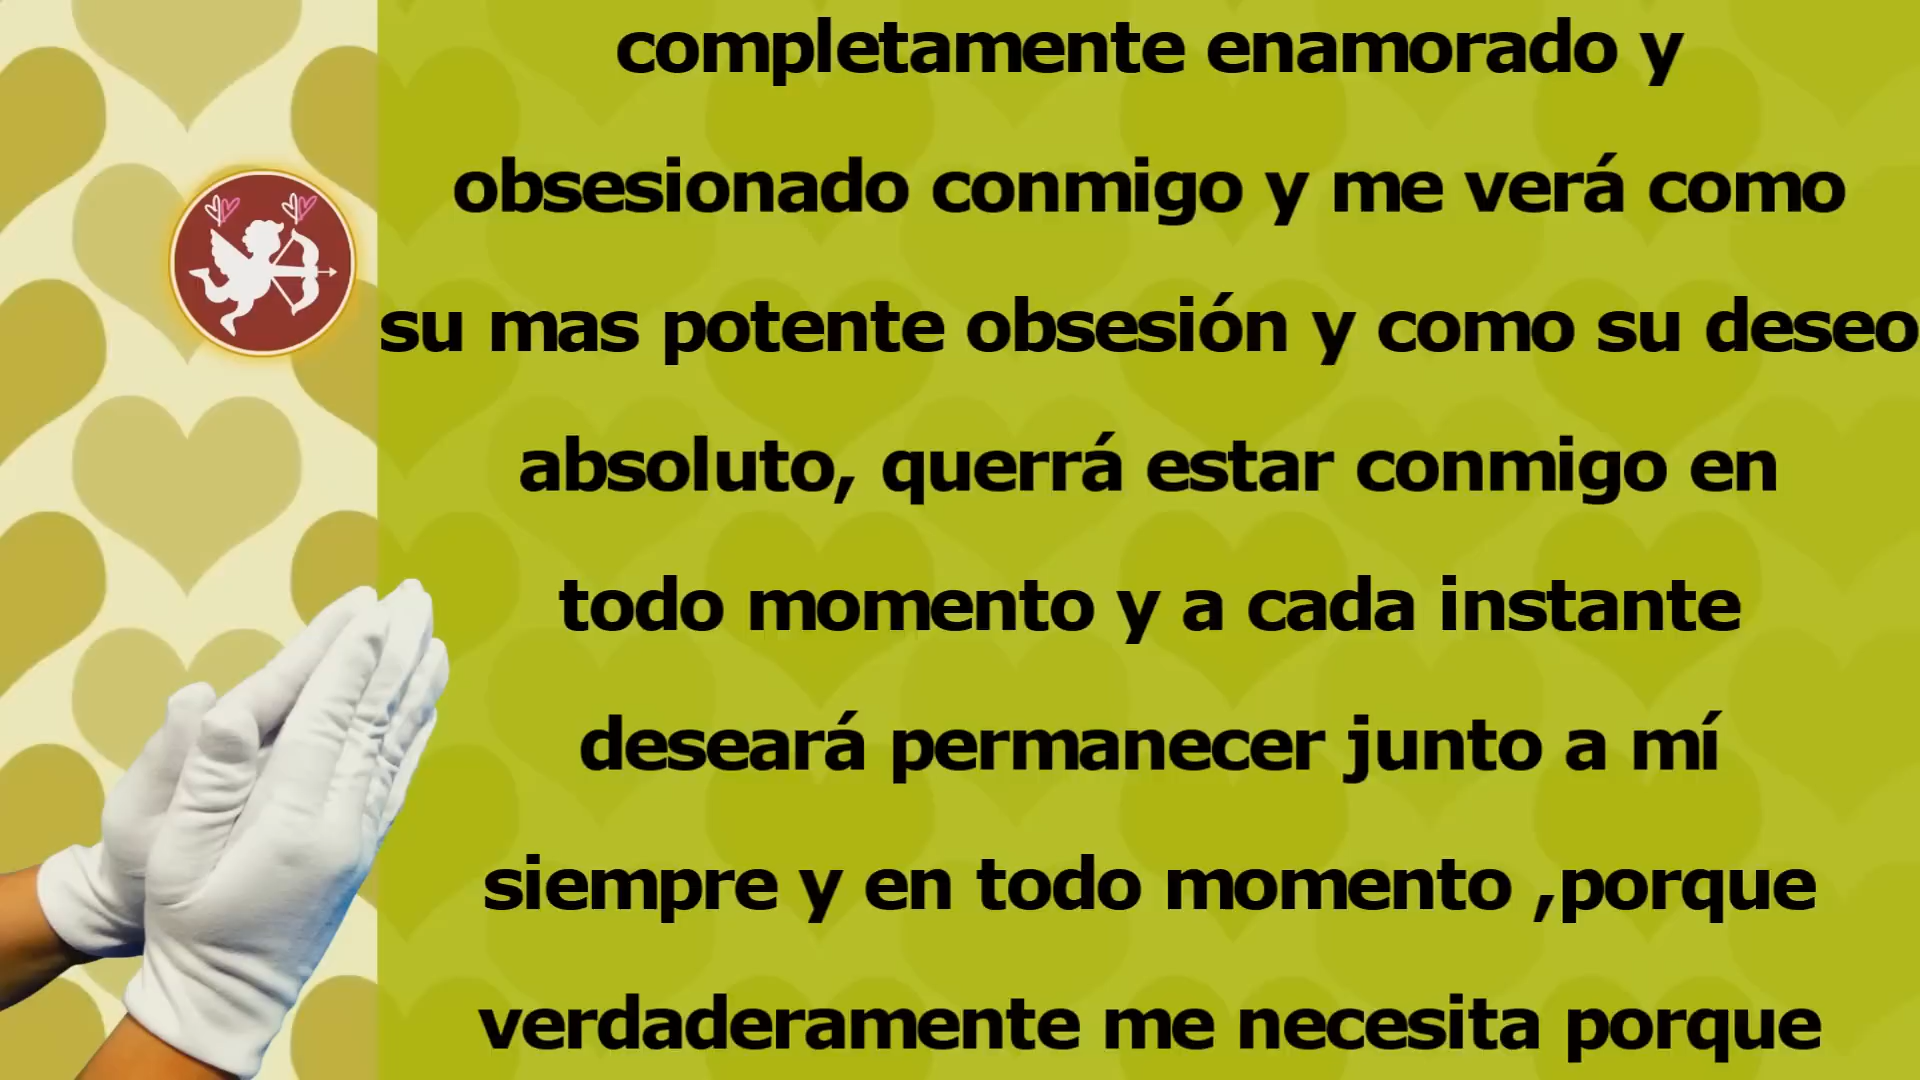 completamente enamorado y
obsesionado conmigo y me verá como
su mas potente obsesión y como su deseo
absoluto, querrá estar conmigo en
todo momento y a cada instante
deseará permanecer junto a mí
siempre y en todo momento ,porque
verdaderamente me necesita porque